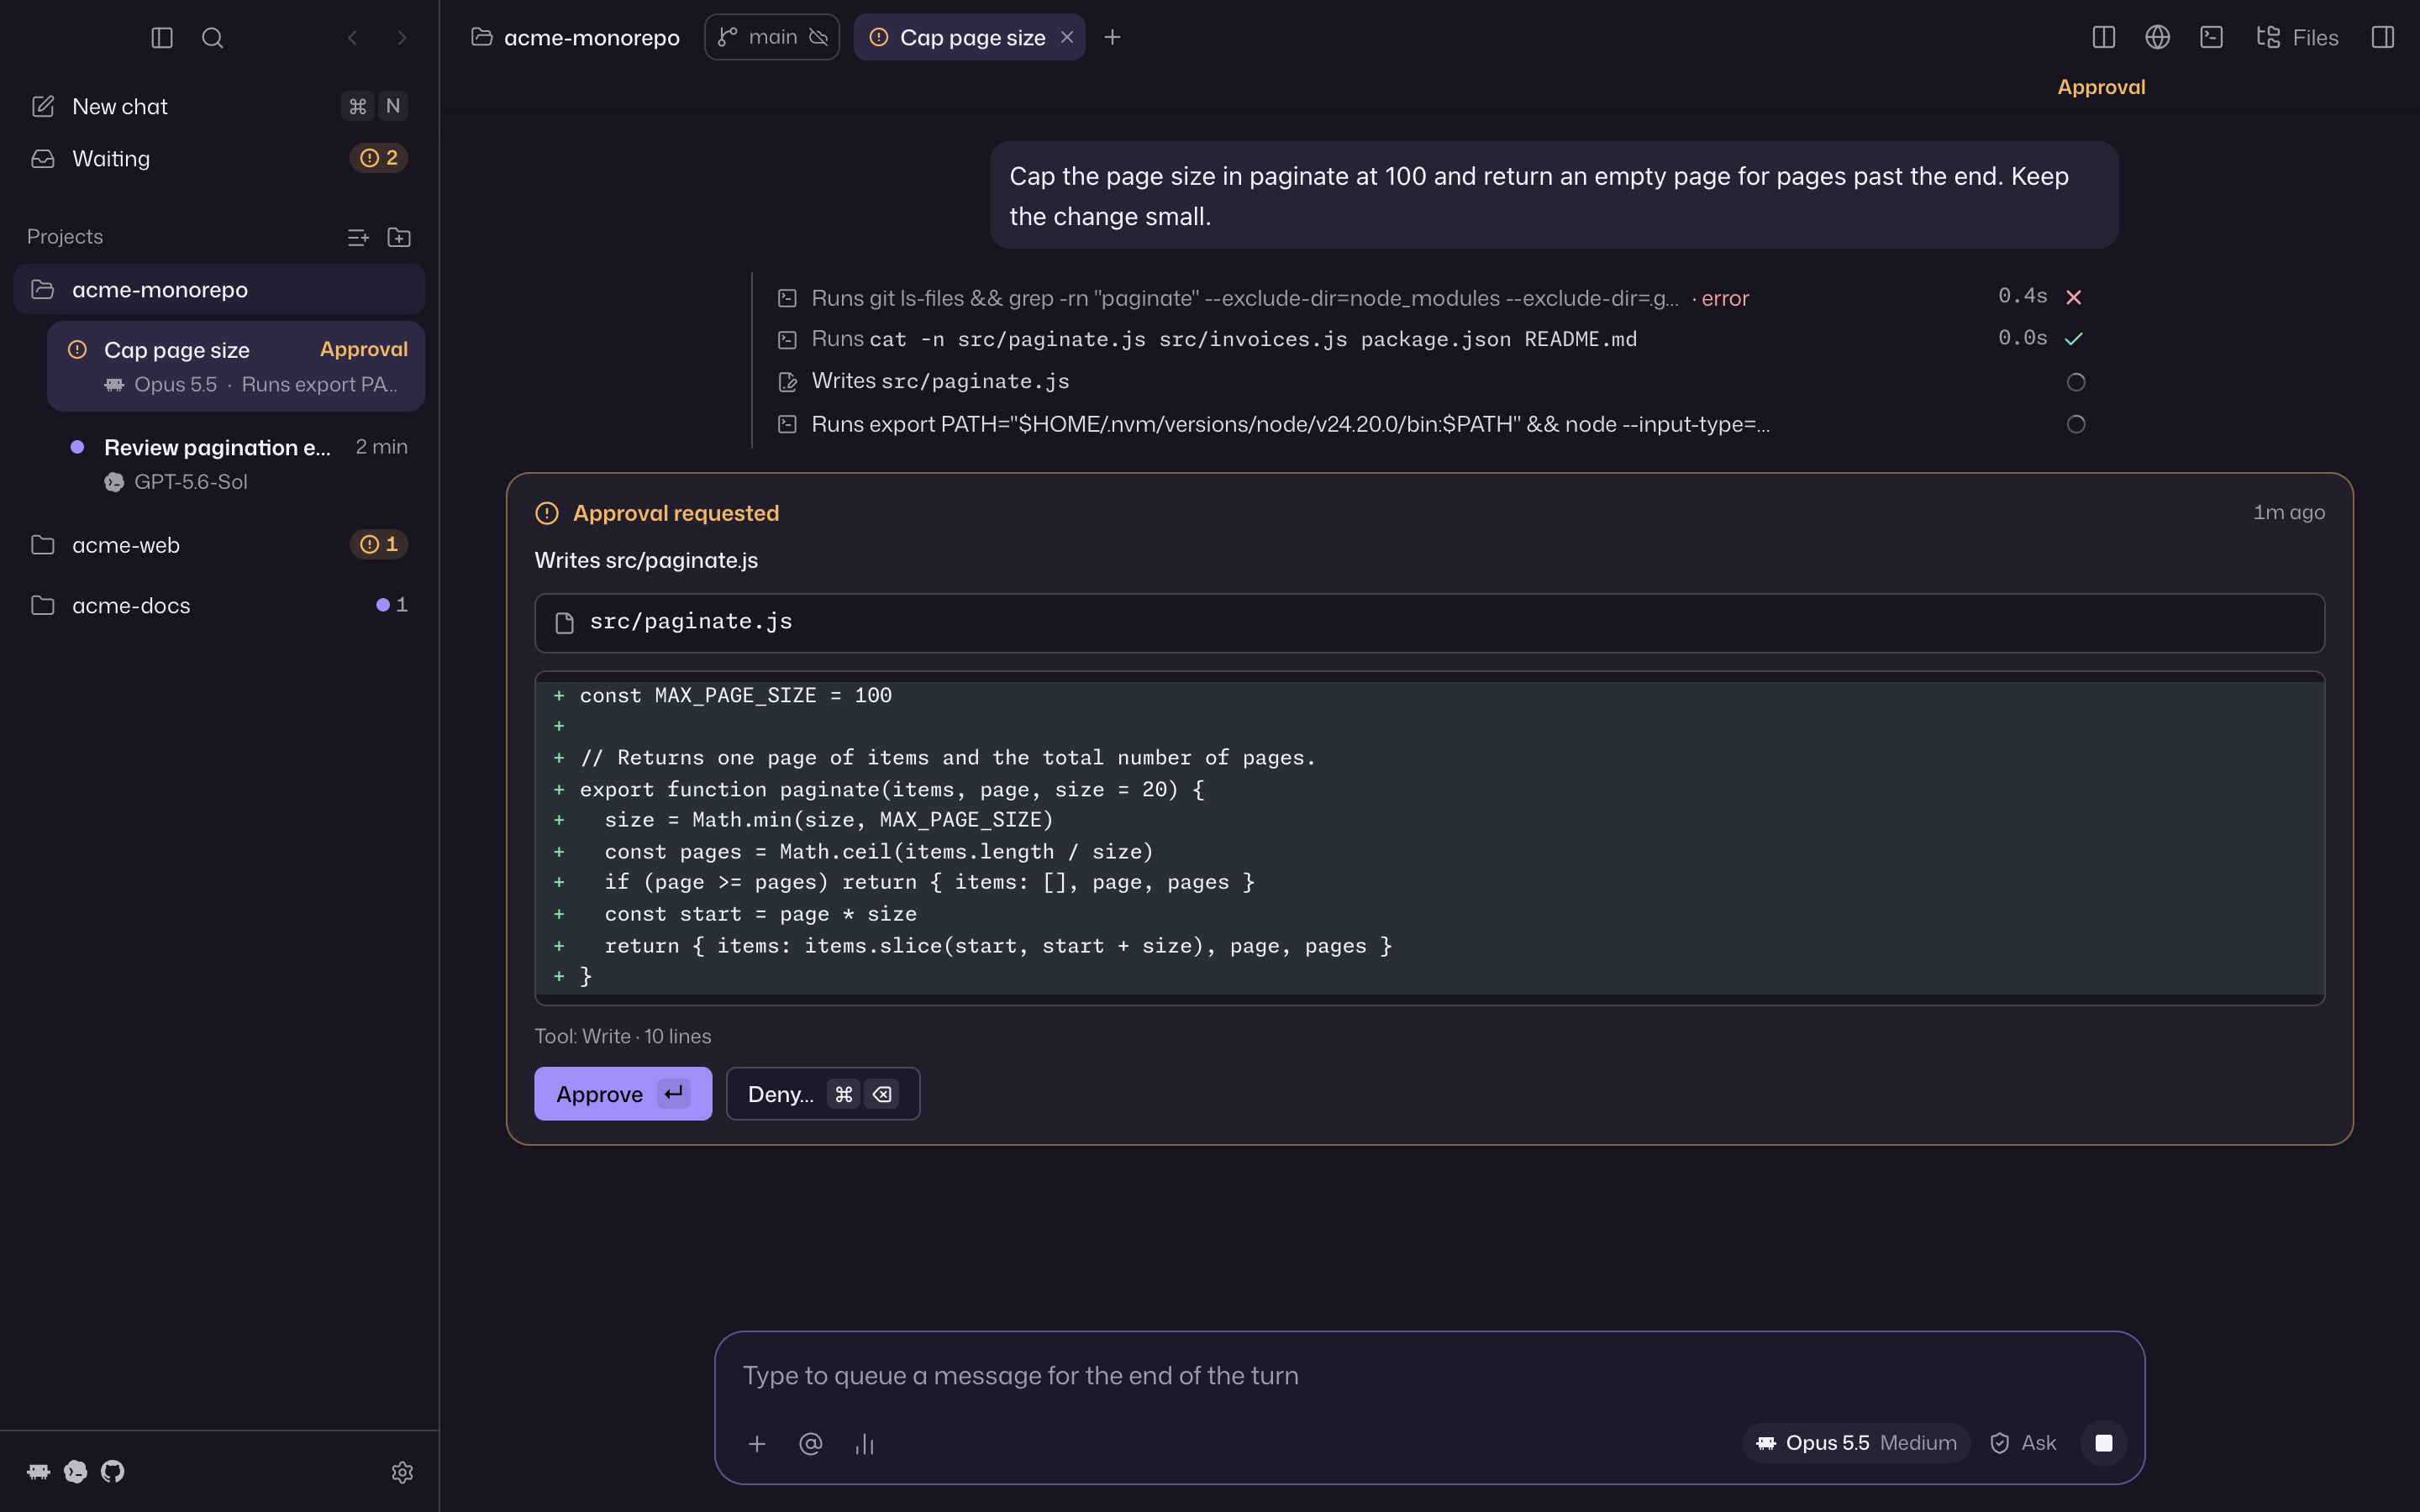 New chat ⌘ N
Waiting 2
Projects
acme-monorepo
Cap page size Approval
Opus 5.5 · Runs export PA...
Review pagination e... 2 min
GPT-5.6-Sol
acme-web 1
acme-docs 1
acme-monorepo main Cap page size Files
Approval
Cap the page size in paginate at 100 and return an empty page for pages past the end. Keep
the change small.
Runs git ls-files && grep -rn "paginate" --exclude-dir=node_modules --exclude-dir=.g... · error 0.4s
Runs cat -n src/paginate.js src/invoices.js package.json README.md 0.0s
Writes src/paginate.js
Runs export PATH="$HOME/.nvm/versions/node/v24.20.0/bin:$PATH" && node --input-type=...
Approval requested 1m ago
Writes src/paginate.js
src/paginate.js
+ const MAX_PAGE_SIZE = 100
+
+ // Returns one page of items and the total number of pages.
+ export function paginate(items, page, size = 20) {
+   size = Math.min(size, MAX_PAGE_SIZE)
+   const pages = Math.ceil(items.length / size)
+   if (page >= pages) return { items: [], page, pages }
+   const start = page * size
+   return { items: items.slice(start, start + size), page, pages }
+ }
Tool: Write · 10 lines
Approve Deny... ⌘
Type to queue a message for the end of the turn
Opus 5.5 Medium Ask